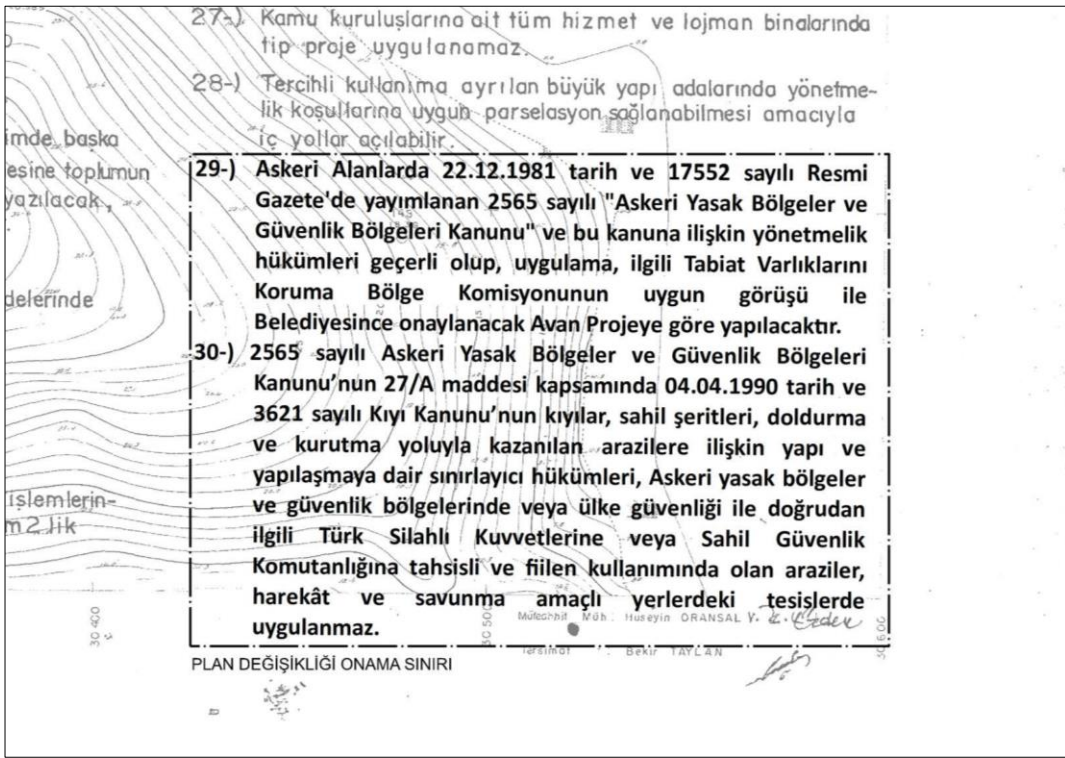 27-) Kamu kuruluşlarına ait tüm hizmet ve lojman binalarında
tip proje uygulanamaz.
28-) Tercihli kullanıma ayrılan büyük yapı adalarında yönetme-
lik koşullarına uygun parselasyon sağlanabilmesi amacıyla
iç yollar açılabilir.
imde başka
esine toplumun
yazılacak,
delerinde
işlemlerin-
m2 lik
29-) Askeri Alanlarda 22.12.1981 tarih ve 17552 sayılı Resmi
Gazete'de yayımlanan 2565 sayılı "Askeri Yasak Bölgeler ve
Güvenlik Bölgeleri Kanunu" ve bu kanuna ilişkin yönetmelik
hükümleri geçerli olup, uygulama, ilgili Tabiat Varlıklarını
Koruma Bölge Komisyonunun uygun görüşü ile
Belediyesince onaylanacak Avan Projeye göre yapılacaktır.
30-) 2565 sayılı Askeri Yasak Bölgeler ve Güvenlik Bölgeleri
Kanunu’nun 27/A maddesi kapsamında 04.04.1990 tarih ve
3621 sayılı Kıyı Kanunu’nun kıyılar, sahil şeritleri, doldurma
ve kurutma yoluyla kazanılan arazilere ilişkin yapı ve
yapılaşmaya dair sınırlayıcı hükümleri, Askeri yasak bölgeler
ve güvenlik bölgelerinde veya ülke güvenliği ile doğrudan
ilgili Türk Silahlı Kuvvetlerine veya Sahil Güvenlik
Komutanlığına tahsisli ve fiilen kullanımında olan araziler,
harekât ve savunma amaçlı yerlerdeki tesislerde
uygulanmaz.
30 400
30 500
30 600
Müteahhit Müh. Hüseyin ORANSAL
Tersimat : Bekir TAYLAN
PLAN DEĞİŞİKLİĞİ ONAMA SINIRI